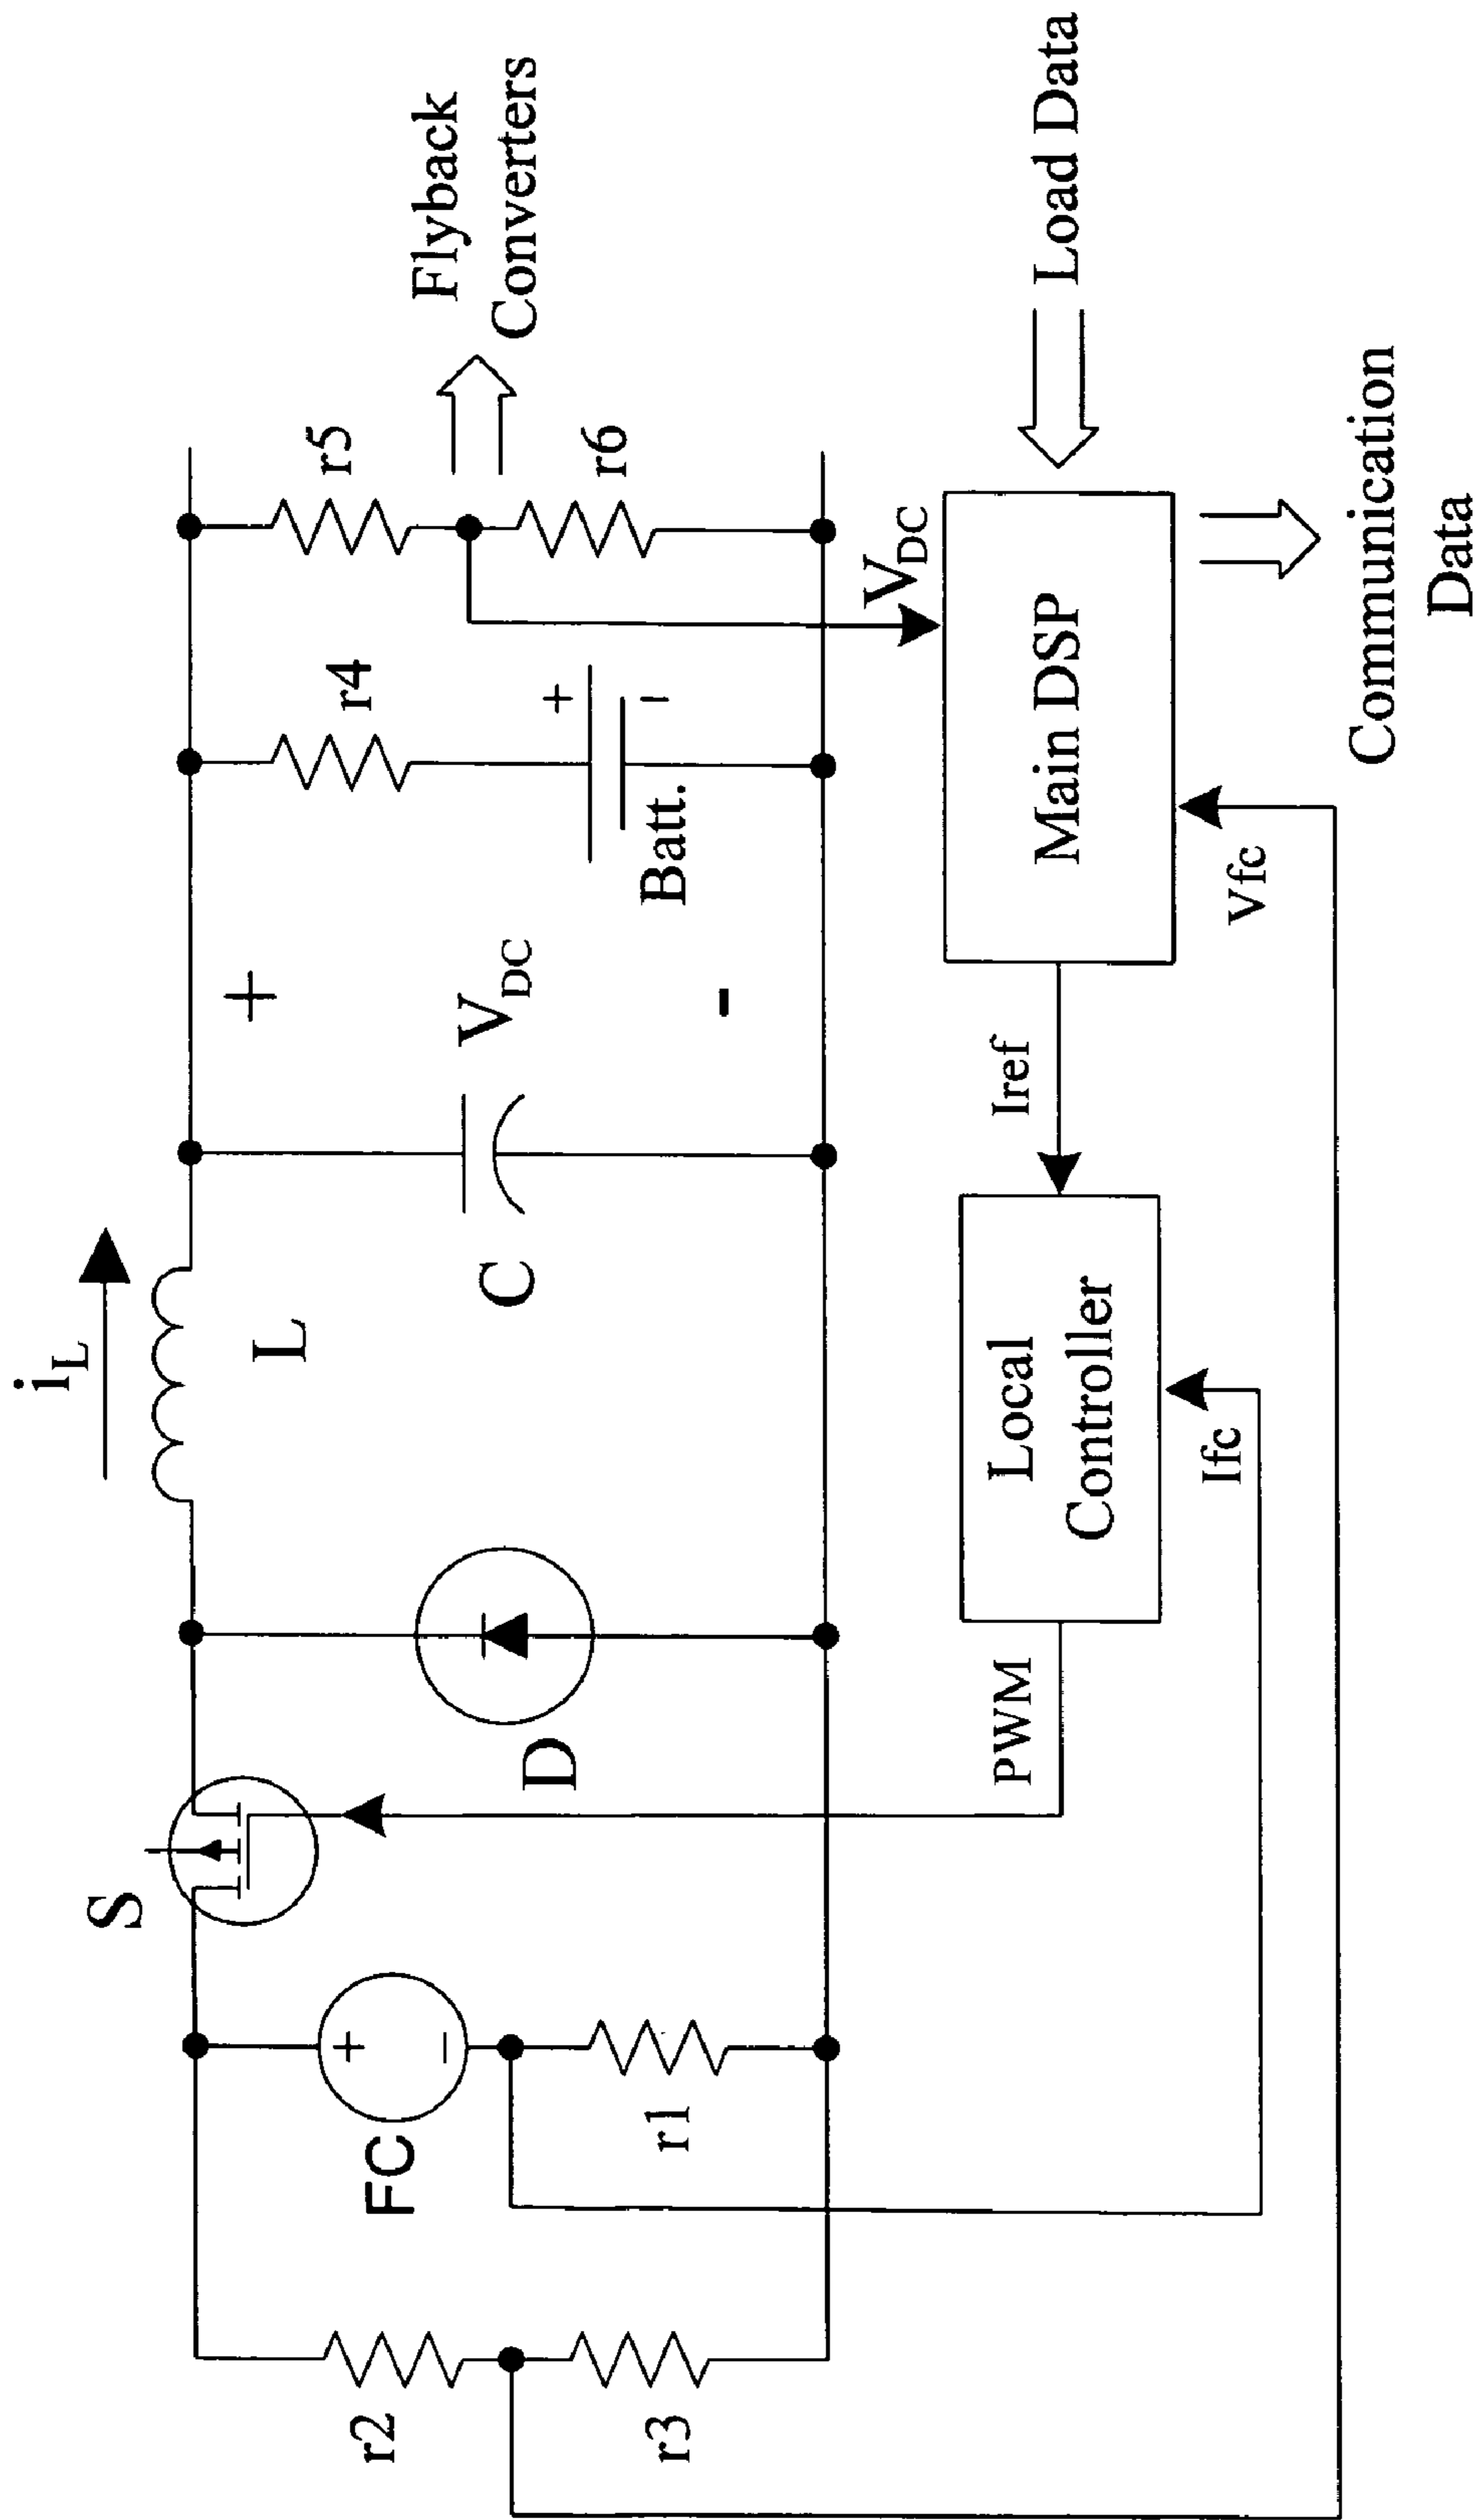 iL
S
L
r2
FC
+
−
D
C
+
VDC
-
r4
r5
Flyback
Converters
r3
r1
Batt.
+
−
r6
VDC
PWM
Local
Controller
Iref
Main DSP
Load Data
Ifc
Vfc
Communication
Data